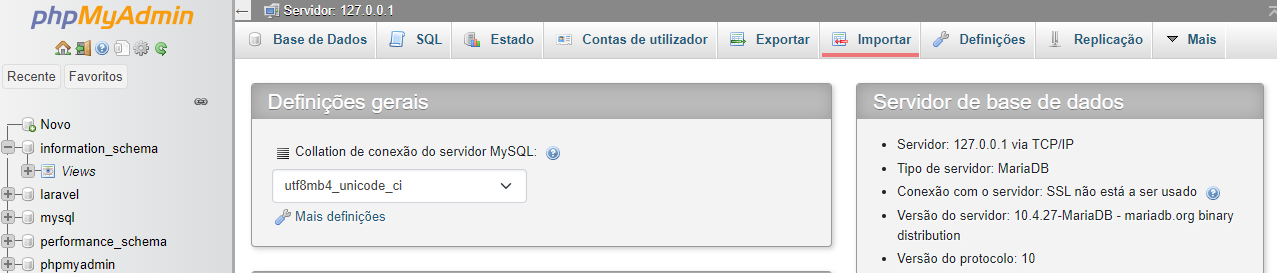 phpMyAdmin
Recente Favoritos
Novo
information_schema
Views
laravel
mysql
performance_schema
phpmyadmin
Servidor: 127.0.0.1
Base de Dados SQL Estado Contas de utilizador Exportar Importar Definições Replicação Mais
Definições gerais
Collation de conexão do servidor MySQL:
utf8mb4_unicode_ci
Mais definições
Servidor de base de dados
Servidor: 127.0.0.1 via TCP/IP
Tipo de servidor: MariaDB
Conexão com o servidor: SSL não está a ser usado
Versão do servidor: 10.4.27-MariaDB - mariadb.org binary
distribution
Versão do protocolo: 10